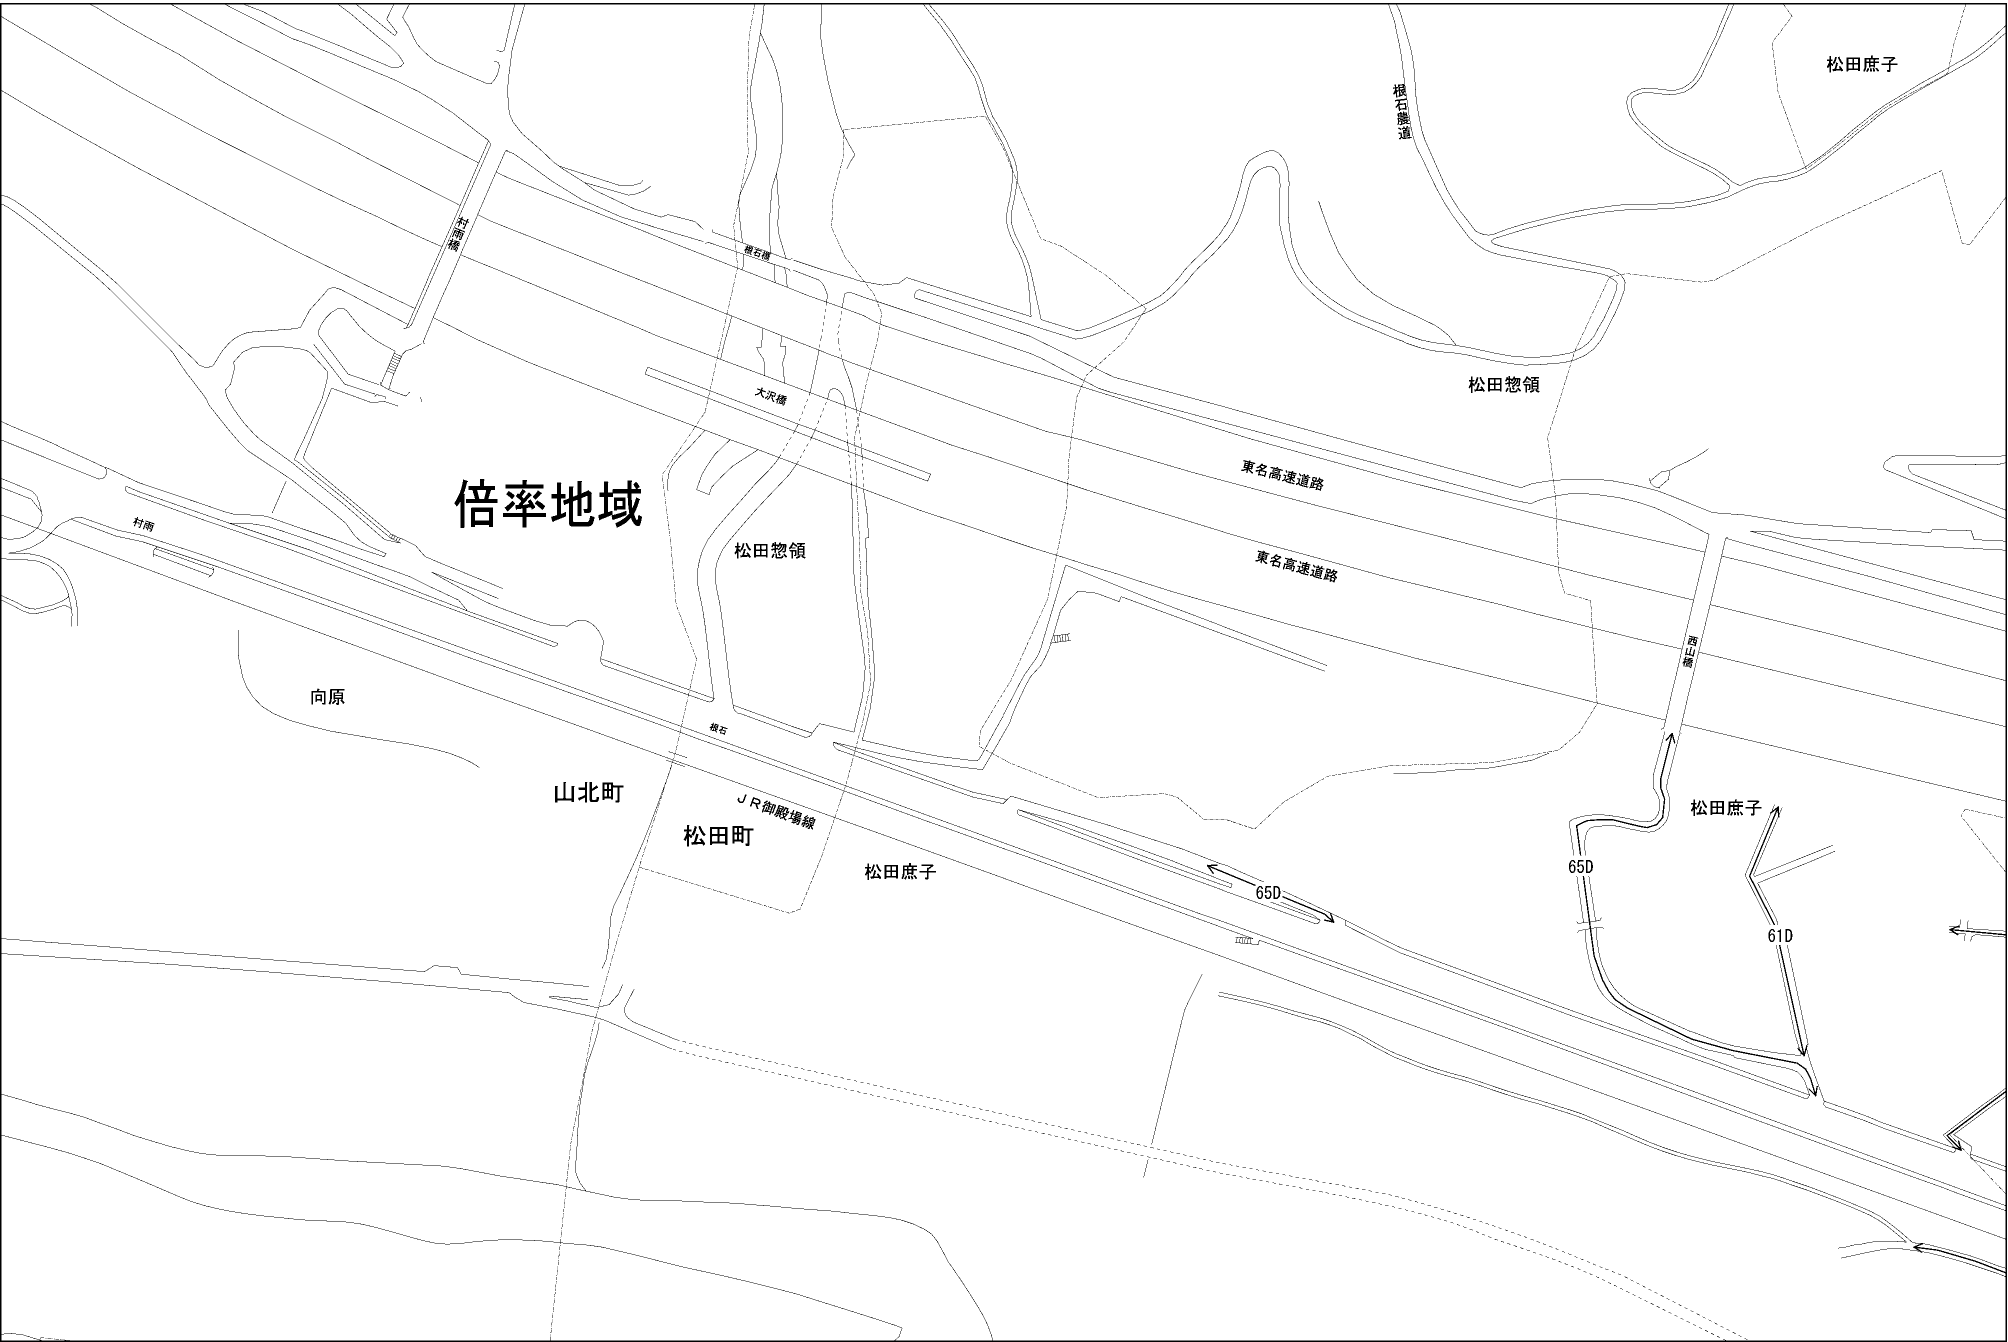 松田庶子
根石農道
村雨橋
根石橋
松田惣領
大沢橋
東名高速道路
倍率地域
村雨
松田惣領
東名高速道路
西山橋
向原
根石
山北町
ＪＲ御殿場線
松田町
松田庶子
松田庶子
65D
65D
61D